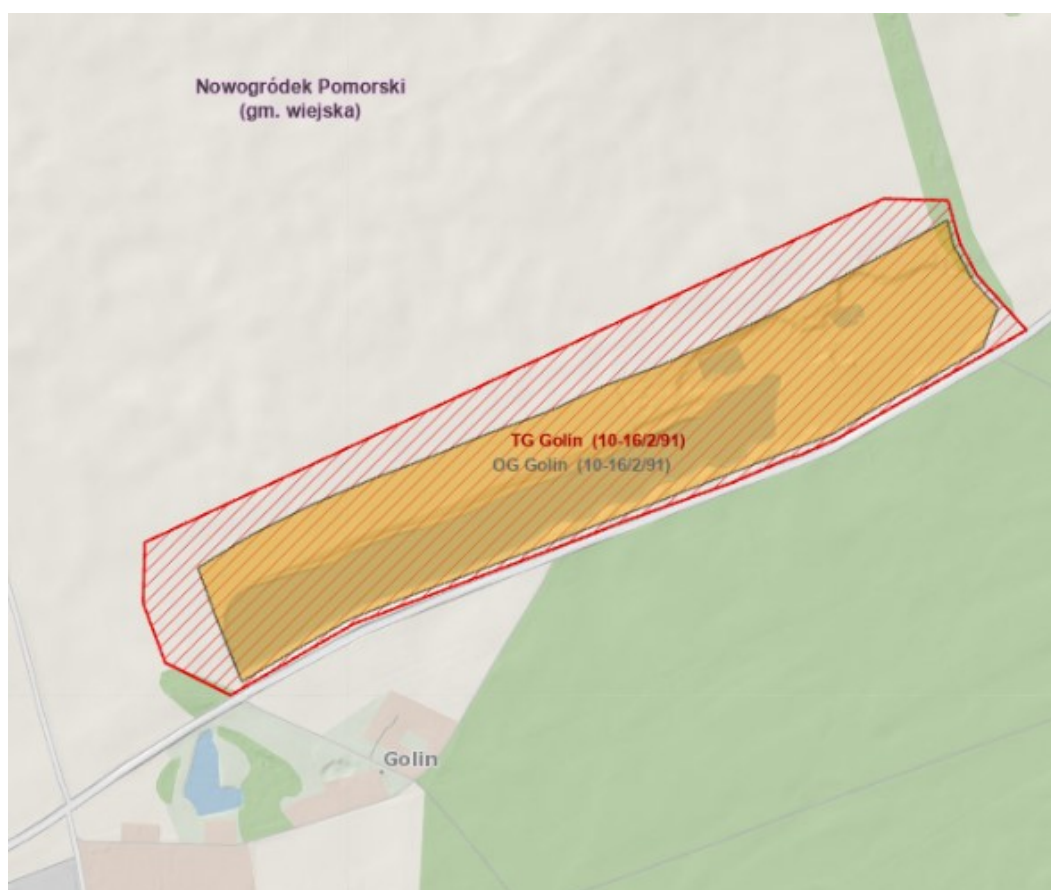 Nowogródek Pomorski
(gm. wiejska)
TG Golin (10-16/2/91)
OG Golin (10-16/2/91)
Golin